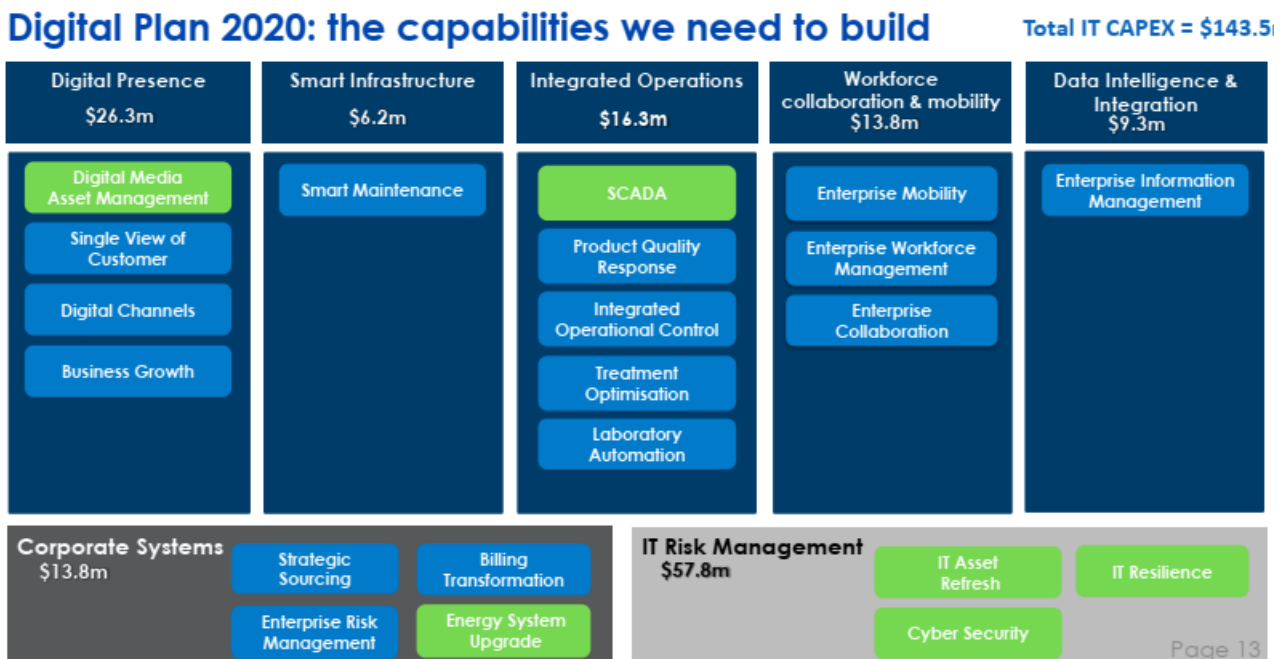 Digital Plan 2020: the capabilities we need to build
Total IT CAPEX = $143.5
Digital Presence
$26.3m
Smart Infrastructure
$6.2m
Integrated Operations
$16.3m
Workforce
collaboration & mobility
$13.8m
Data Intelligence &
Integration
$9.3m
Digital Media
Asset Management
Single View of
Customer
Digital Channels
Business Growth
Smart Maintenance
SCADA
Product Quality
Response
Integrated
Operational Control
Treatment
Optimisation
Laboratory
Automation
Enterprise Mobility
Enterprise Workforce
Management
Enterprise
Collaboration
Enterprise Information
Management
Corporate Systems
$13.8m
Strategic
Sourcing
Billing
Transformation
Enterprise Risk
Management
Energy System
Upgrade
IT Risk Management
$57.8m
IT Asset
Refresh
IT Resilience
Cyber Security
Page 13